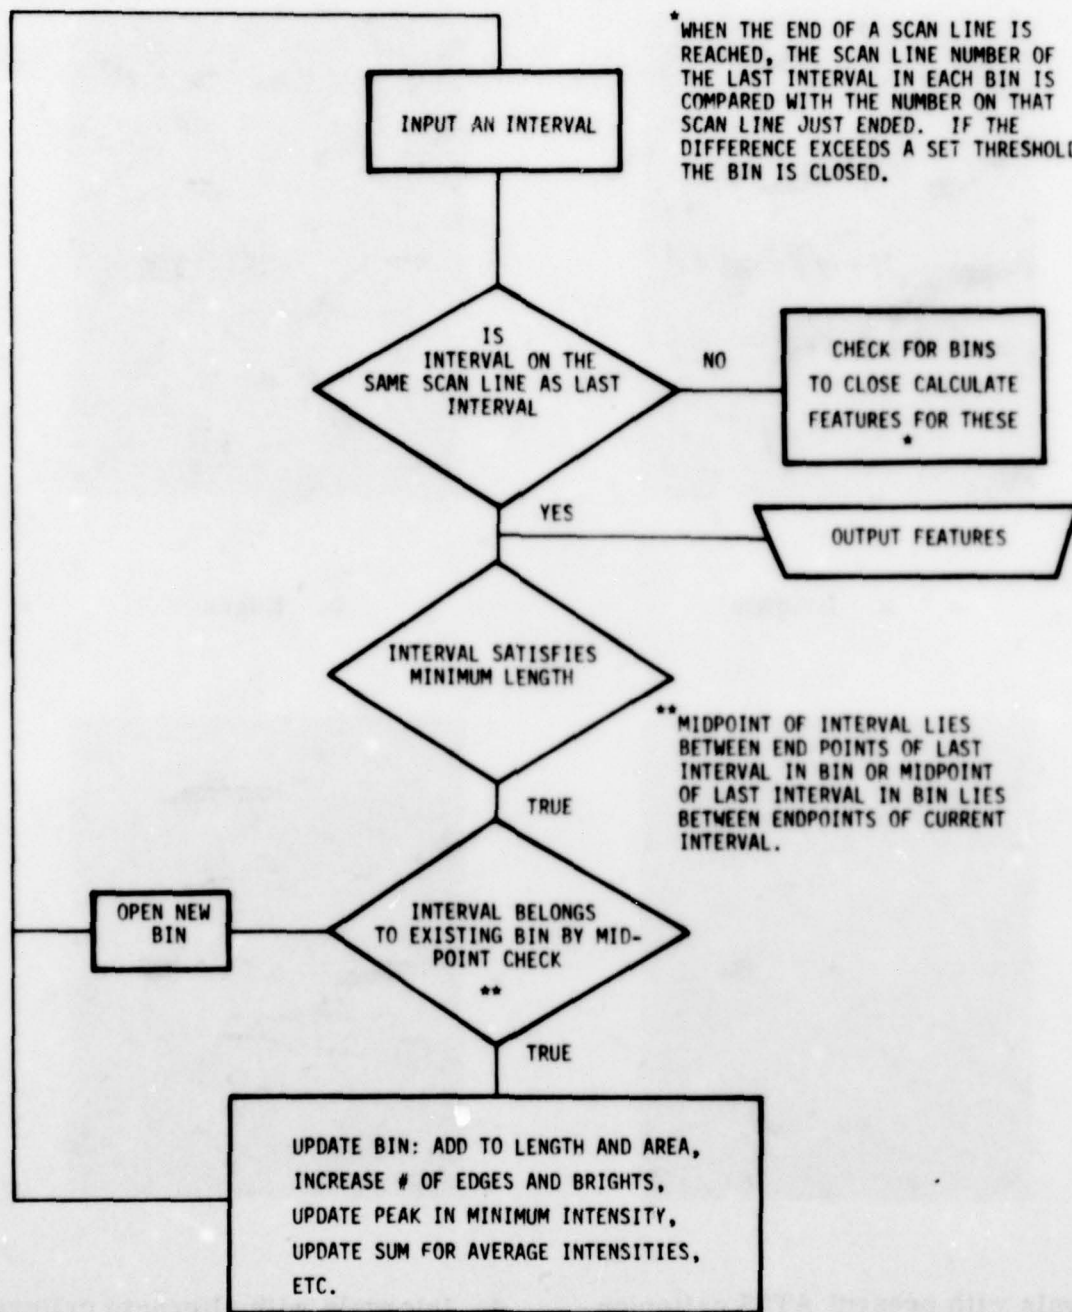 *WHEN THE END OF A SCAN LINE IS
REACHED, THE SCAN LINE NUMBER OF
THE LAST INTERVAL IN EACH BIN IS
COMPARED WITH THE NUMBER ON THAT
SCAN LINE JUST ENDED. IF THE
DIFFERENCE EXCEEDS A SET THRESHOLD
THE BIN IS CLOSED.
INPUT AN INTERVAL
IS
INTERVAL ON THE
SAME SCAN LINE AS LAST
INTERVAL
NO
CHECK FOR BINS
TO CLOSE CALCULATE
FEATURES FOR THESE
*
YES
OUTPUT FEATURES
INTERVAL SATISFIES
MINIMUM LENGTH
**MIDPOINT OF INTERVAL LIES
BETWEEN END POINTS OF LAST
INTERVAL IN BIN OR MIDPOINT
OF LAST INTERVAL IN BIN LIES
BETWEEN ENDPOINTS OF CURRENT
INTERVAL.
TRUE
OPEN NEW
BIN
INTERVAL BELONGS
TO EXISTING BIN BY MID-
POINT CHECK
**
TRUE
UPDATE BIN: ADD TO LENGTH AND AREA,
INCREASE # OF EDGES AND BRIGHTS,
UPDATE PEAK IN MINIMUM INTENSITY,
UPDATE SUM FOR AVERAGE INTENSITIES,
ETC.